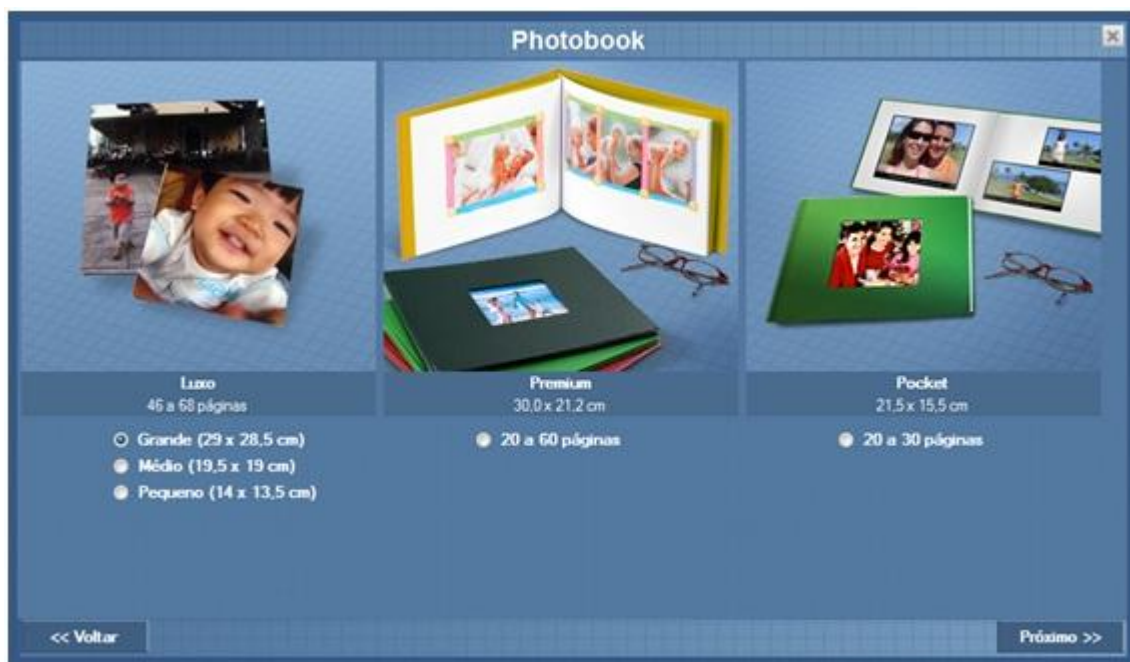 Photobook
Luxo
46 a 68 páginas
Grande (29 x 28,5 cm)
Médio (19,5 x 19 cm)
Pequeno (14 x 13,5 cm)
Premium
30,0 x 21,2 cm
20 a 60 páginas
Pocket
21,5 x 15,5 cm
20 a 30 páginas
<< Voltar
Próximo >>